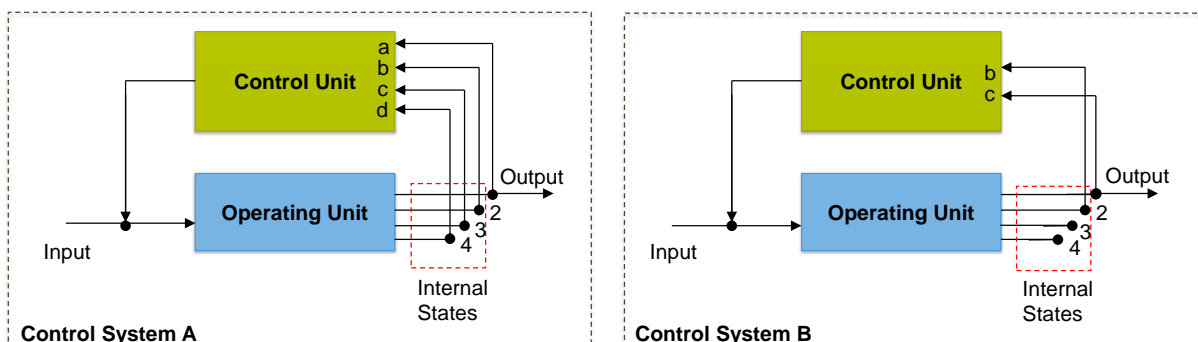 a
b
Control Unit
c
d
Output
Operating Unit
2
3
4
Input
Internal
States
Control System A
b
Control Unit
c
Output
Operating Unit
2
3
4
Input
Internal
States
Control System B